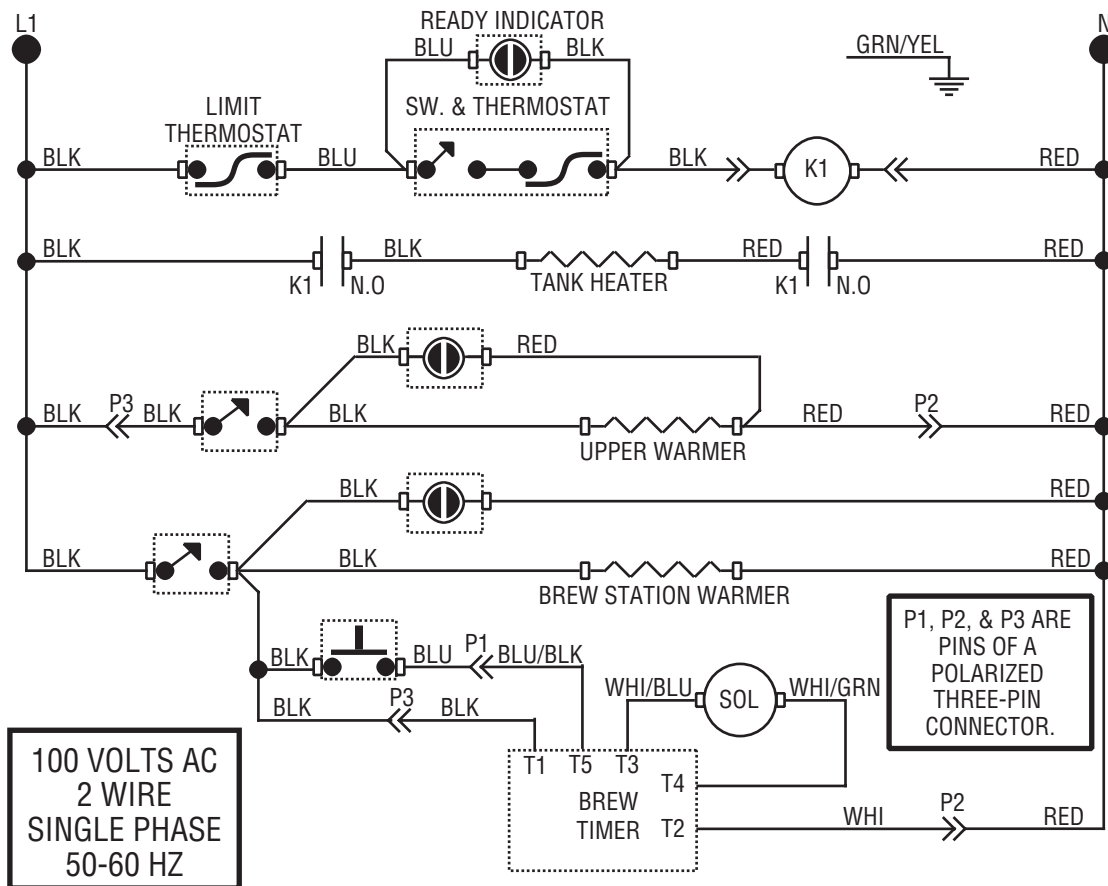 L1
READY INDICATOR
N
BLU
BLK
GRN/YEL
LIMIT
THERMOSTAT
SW. & THERMOSTAT
BLK
BLU
BLK
K1
RED
BLK
BLK
RED
RED
K1
N.O
TANK HEATER
K1
N.O
BLK
RED
BLK
P3
BLK
BLK
RED
P2
RED
UPPER WARMER
BLK
RED
BLK
BLK
RED
BREW STATION WARMER
P1, P2, & P3 ARE
PINS OF A
POLARIZED
THREE-PIN
CONNECTOR.
BLK
BLU
P1
BLU/BLK
WHI/BLU
SOL
WHI/GRN
BLK
P3
BLK
T1
T5
T3
T4
BREW
TIMER
T2
WHI
P2
RED
100 VOLTS AC
2 WIRE
SINGLE PHASE
50-60 HZ